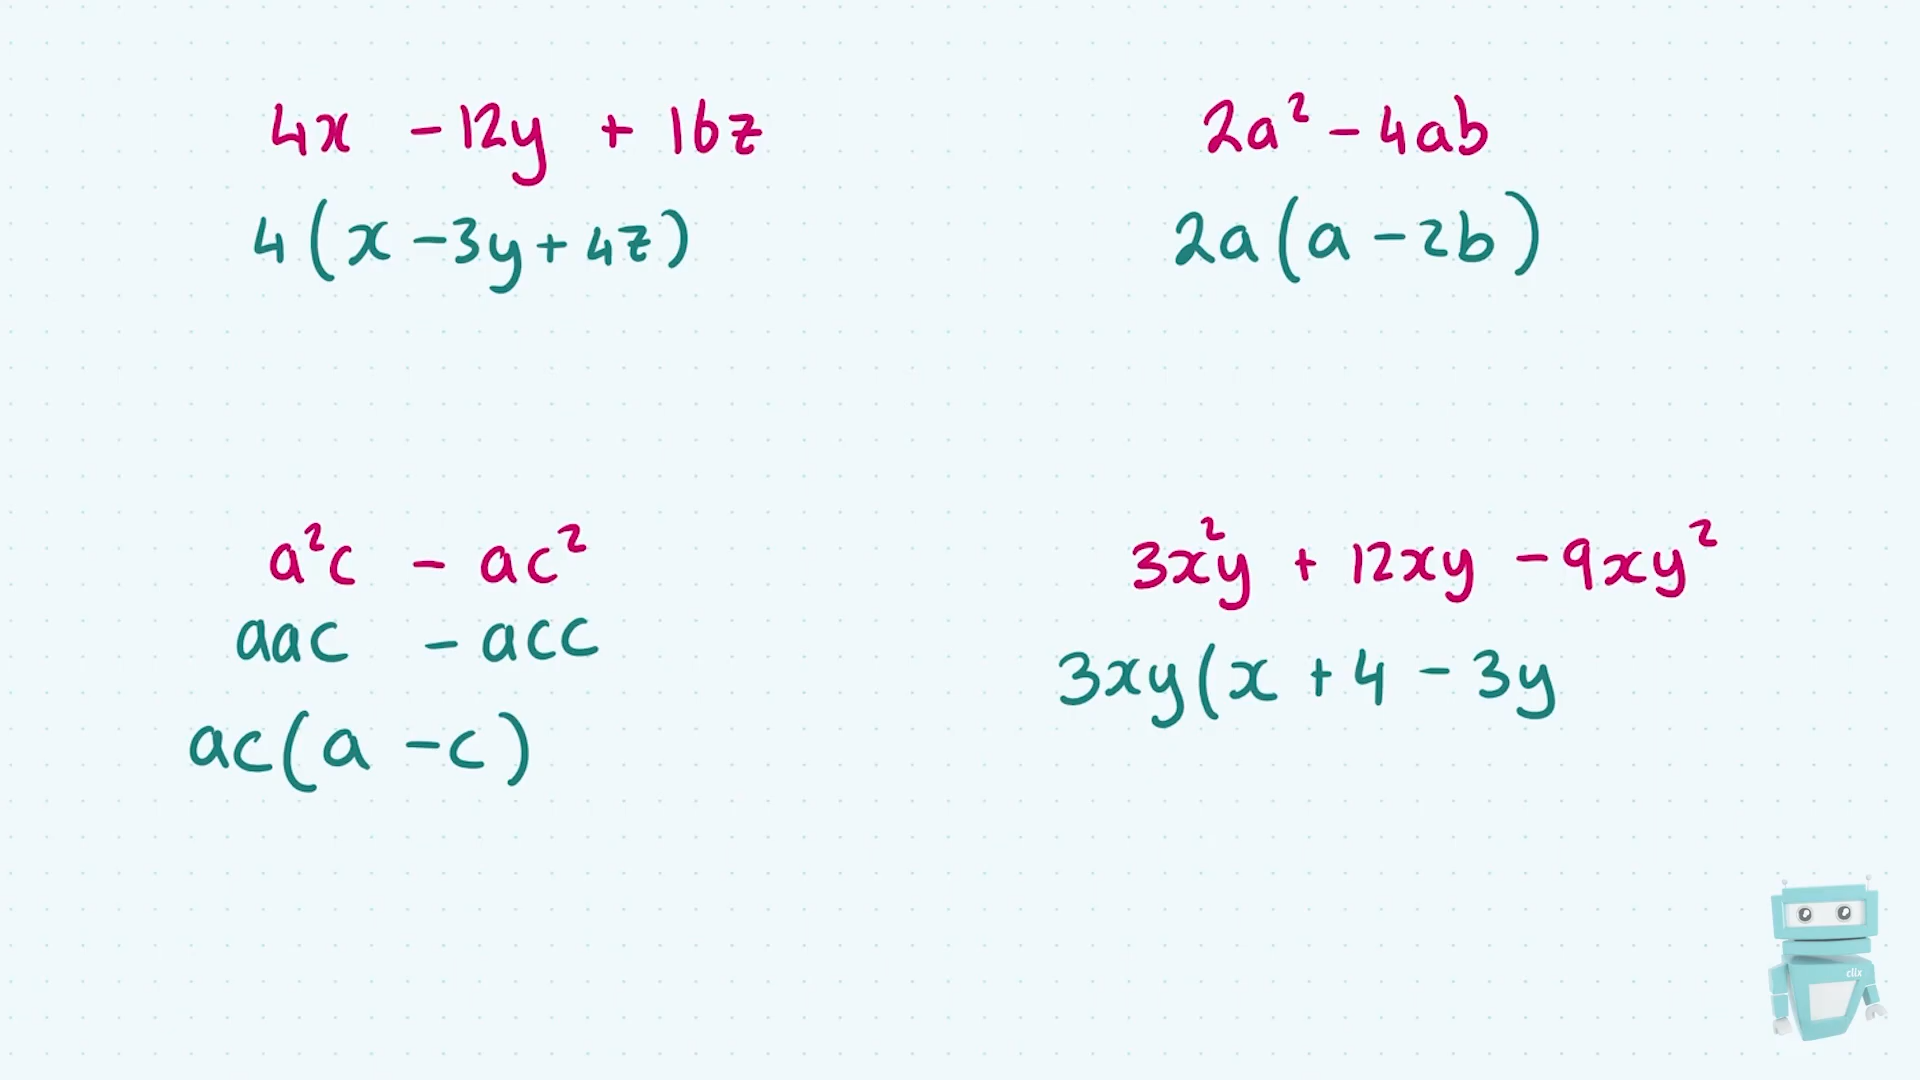 4x - 12y + 16z
4(x - 3y + 4z)
2a² - 4ab
2a(a - 2b)
a²c - ac²
aac - acc
ac(a - c)
3x²y + 12xy - 9xy²
3xy(x + 4 - 3y
clix